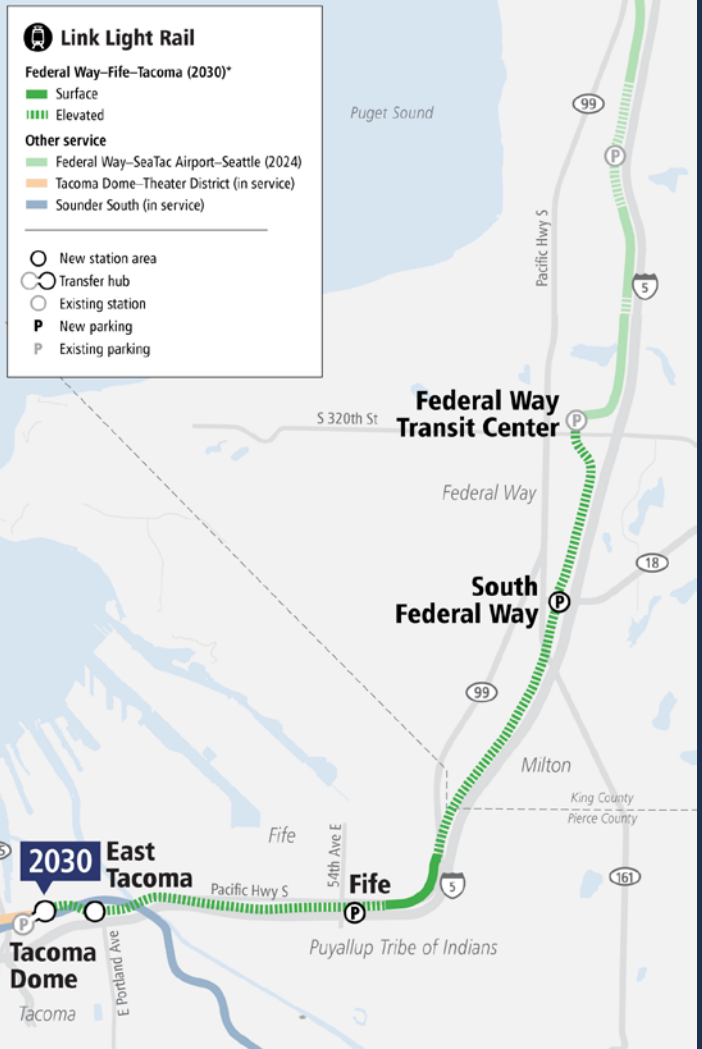 Link Light Rail
Federal Way–Fife–Tacoma (2030)*
Surface
Elevated
Other service
Federal Way–SeaTac Airport–Seattle (2024)
Tacoma Dome–Theater District (in service)
Sounder South (in service)
New station area
Transfer hub
Existing station
P New parking
P Existing parking
Puget Sound
99
P
Pacific Hwy S
5
Federal Way
Transit Center
P
S 320th St
Federal Way
18
South
Federal Way
P
99
Milton
King County
Pierce County
Fife
54th Ave E
2030
East
Tacoma
Pacific Hwy S
Fife
P
5
161
P
Tacoma
Dome
E Portland Ave
Puyallup Tribe of Indians
Tacoma